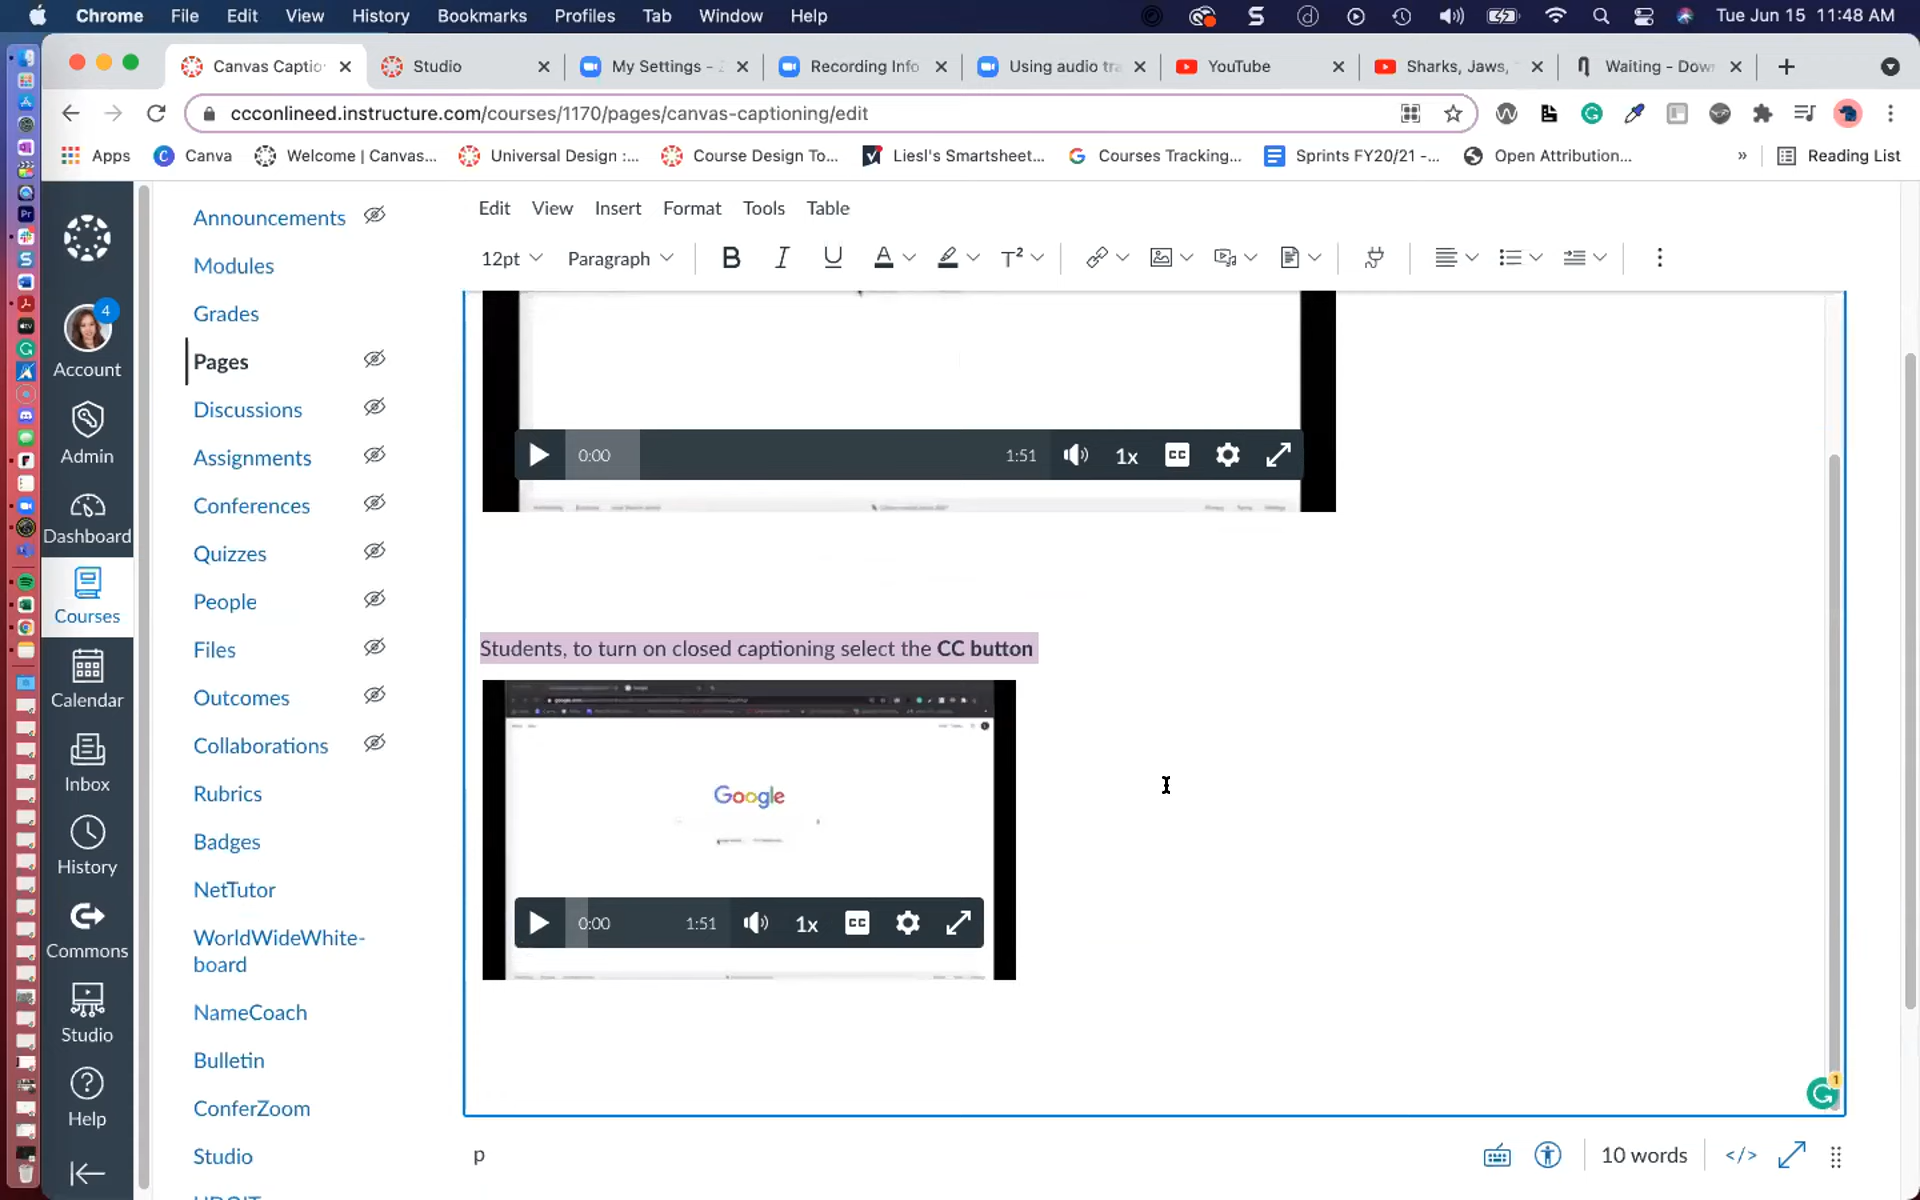 Chrome File Edit View History Bookmarks Profiles Tab Window Help Tue Jun 15 11:48 AM
Canvas Captio Studio My Settings - Recording Info Using audio tra YouTube Sharks, Jaws, Waiting - Dow
ccconlineed.instructure.com/courses/1170/pages/canvas-captioning/edit
Apps Canva Welcome | Canvas... Universal Design :... Course Design To... Liesl's Smartsheet... Courses Tracking,... Sprints FY20/21 -... Open Attribution... » Reading List
4
Account
Admin
Dashboard
Courses
Calendar
Inbox
History
Commons
Studio
Help
Announcements
Modules
Grades
Pages
Discussions
Assignments
Conferences
Quizzes
People
Files
Outcomes
Collaborations
Rubrics
Badges
NetTutor
WorldWideWhite-
board
NameCoach
Bulletin
ConferZoom
Studio
Edit View Insert Format Tools Table
12pt Paragraph B I U A T²
0:00 1:51 1x CC
Students, to turn on closed captioning select the CC button
Google
0:00 1:51 1x CC
1
p 10 words </>